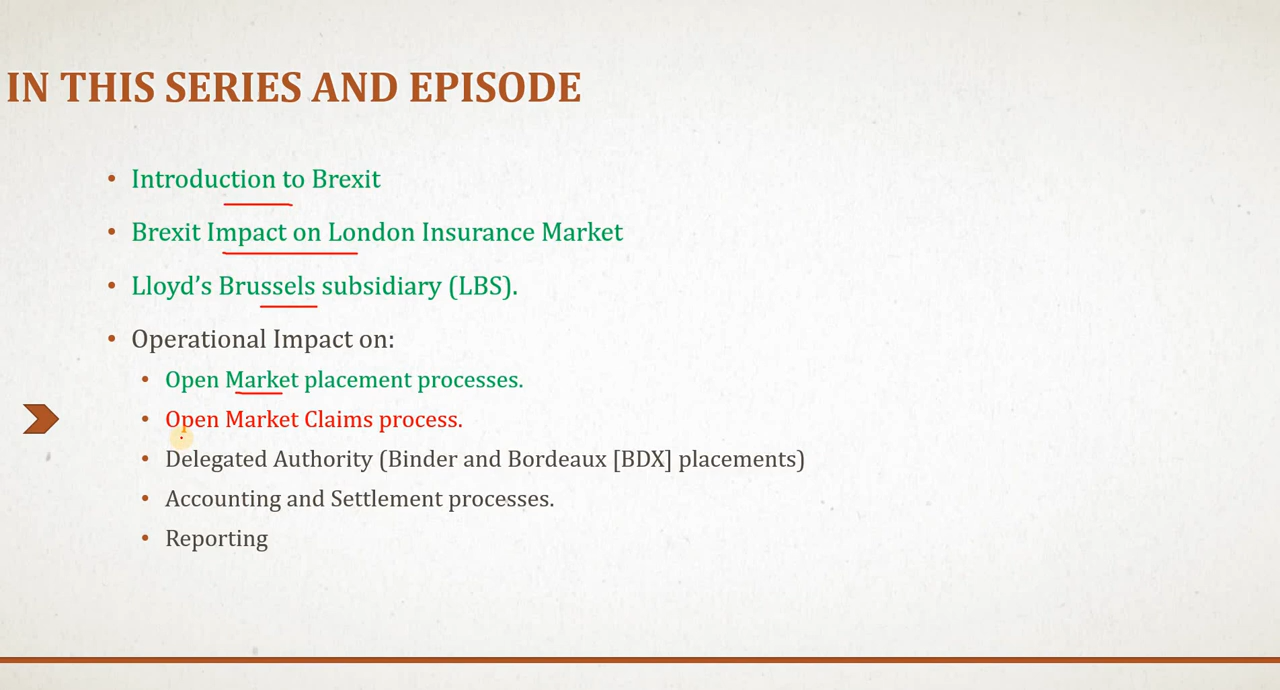 IN THIS SERIES AND EPISODE
• Introduction to Brexit
• Brexit Impact on London Insurance Market
• Lloyd’s Brussels subsidiary (LBS).
• Operational Impact on:
• Open Market placement processes.
• Open Market Claims process.
• Delegated Authority (Binder and Bordeaux [BDX] placements)
• Accounting and Settlement processes.
• Reporting